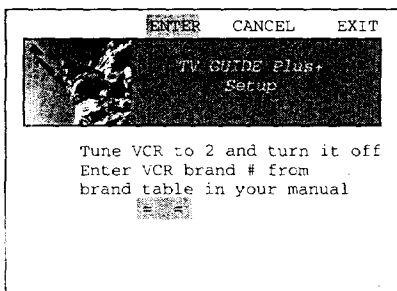 ENTER CANCEL EXIT
TV GUIDE Plus+
Setup
Tune VCR to 2 and turn it off
Enter VCR brand # from
brand table in your manual